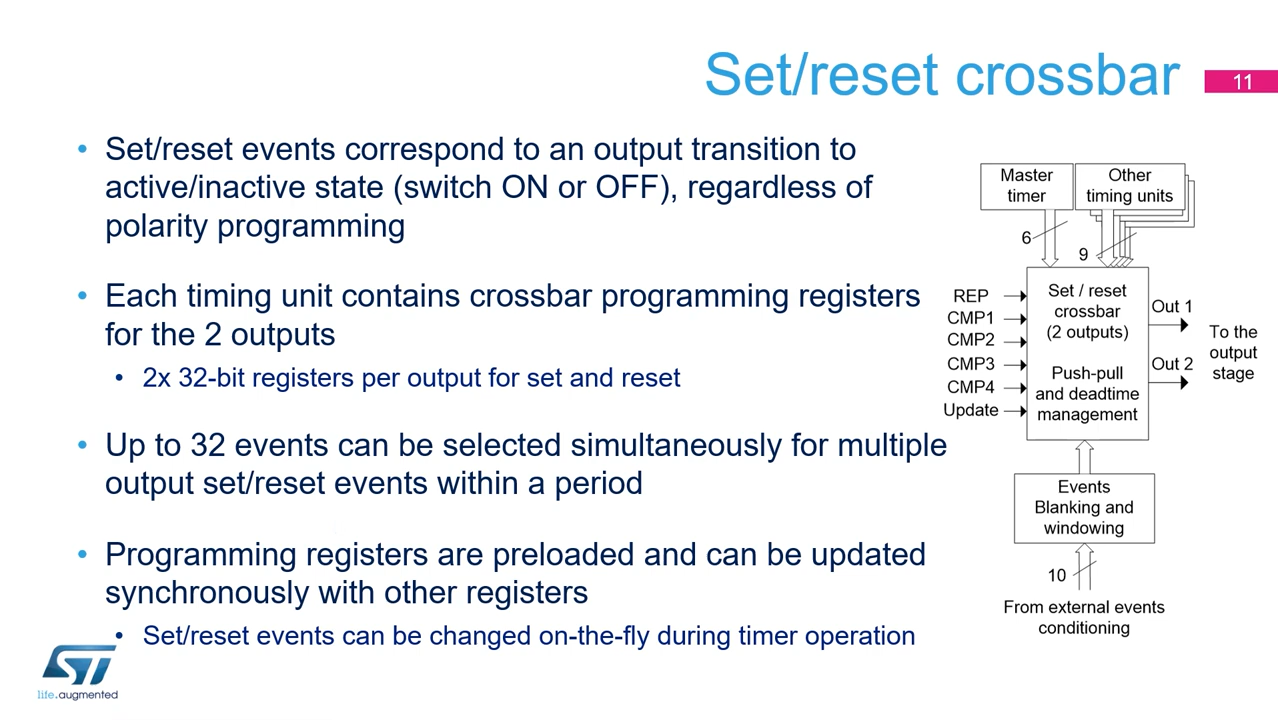 Set/reset crossbar
11
• Set/reset events correspond to an output transition to
active/inactive state (switch ON or OFF), regardless of
polarity programming
• Each timing unit contains crossbar programming registers
for the 2 outputs
• 2x 32-bit registers per output for set and reset
• Up to 32 events can be selected simultaneously for multiple
output set/reset events within a period
• Programming registers are preloaded and can be updated
synchronously with other registers
• Set/reset events can be changed on-the-fly during timer operation
Master
timer
Other
timing units
6
9
REP
CMP1
CMP2
CMP3
CMP4
Update
Set / reset
crossbar
(2 outputs)
Push-pull
and deadtime
management
Out 1
Out 2
To the
output
stage
Events
Blanking and
windowing
10
From external events
conditioning
ST
life.augmented